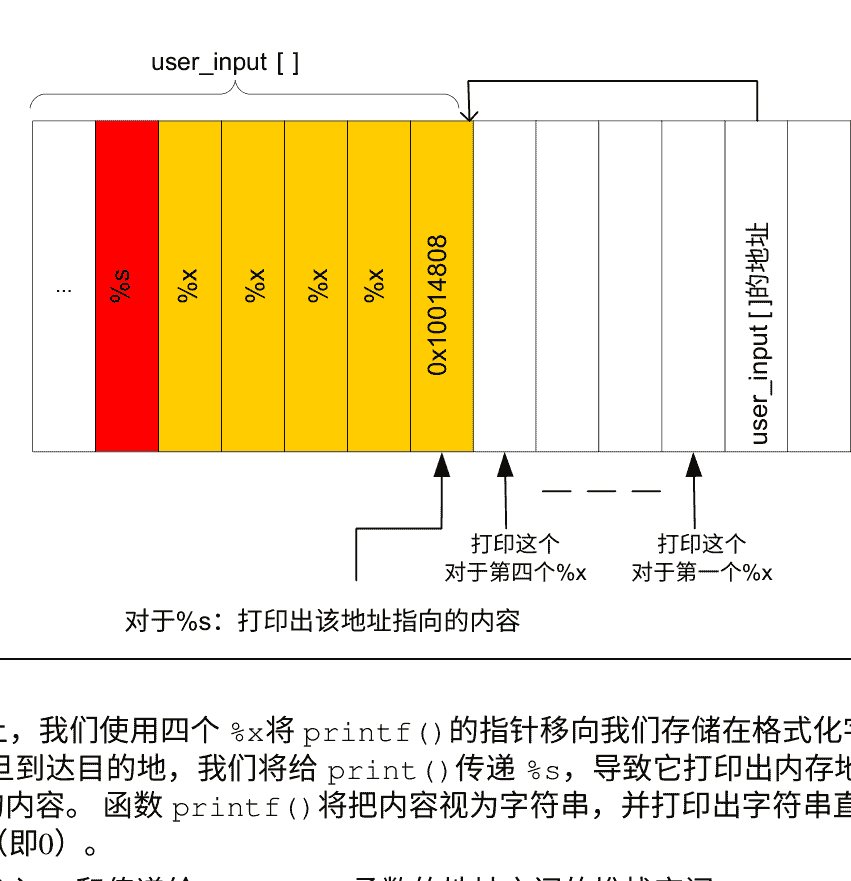 user_input [ ]
...
%s
%x
%x
%x
%x
0x10014808
user_input [ ]的地址
打印这个
对于第四个%x
打印这个
对于第一个%x
对于%s：打印出该地址指向的内容
，我们使用四个 %x将 printf()的指针移向我们存储在格式化
到达目的地，我们将给 print()传递 %s，导致它打印出内存地
内容。 函数 printf()将把内容视为字符串，并打印出字符串直
（即0）。